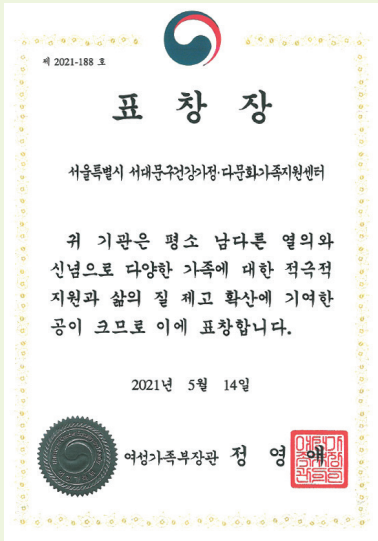 제 2021-188 호
표 창 장
서울특별시 서대문구건강가정·다문화가족지원센터
귀 기관은 평소 남다른 열의와
신념으로 다양한 가족에 대한 적극적
지원과 삶의 질 제고 확산에 기여한
공이 크므로 이에 표창합니다.
2021년 5월 14일
여성가족부장관 정 영 애